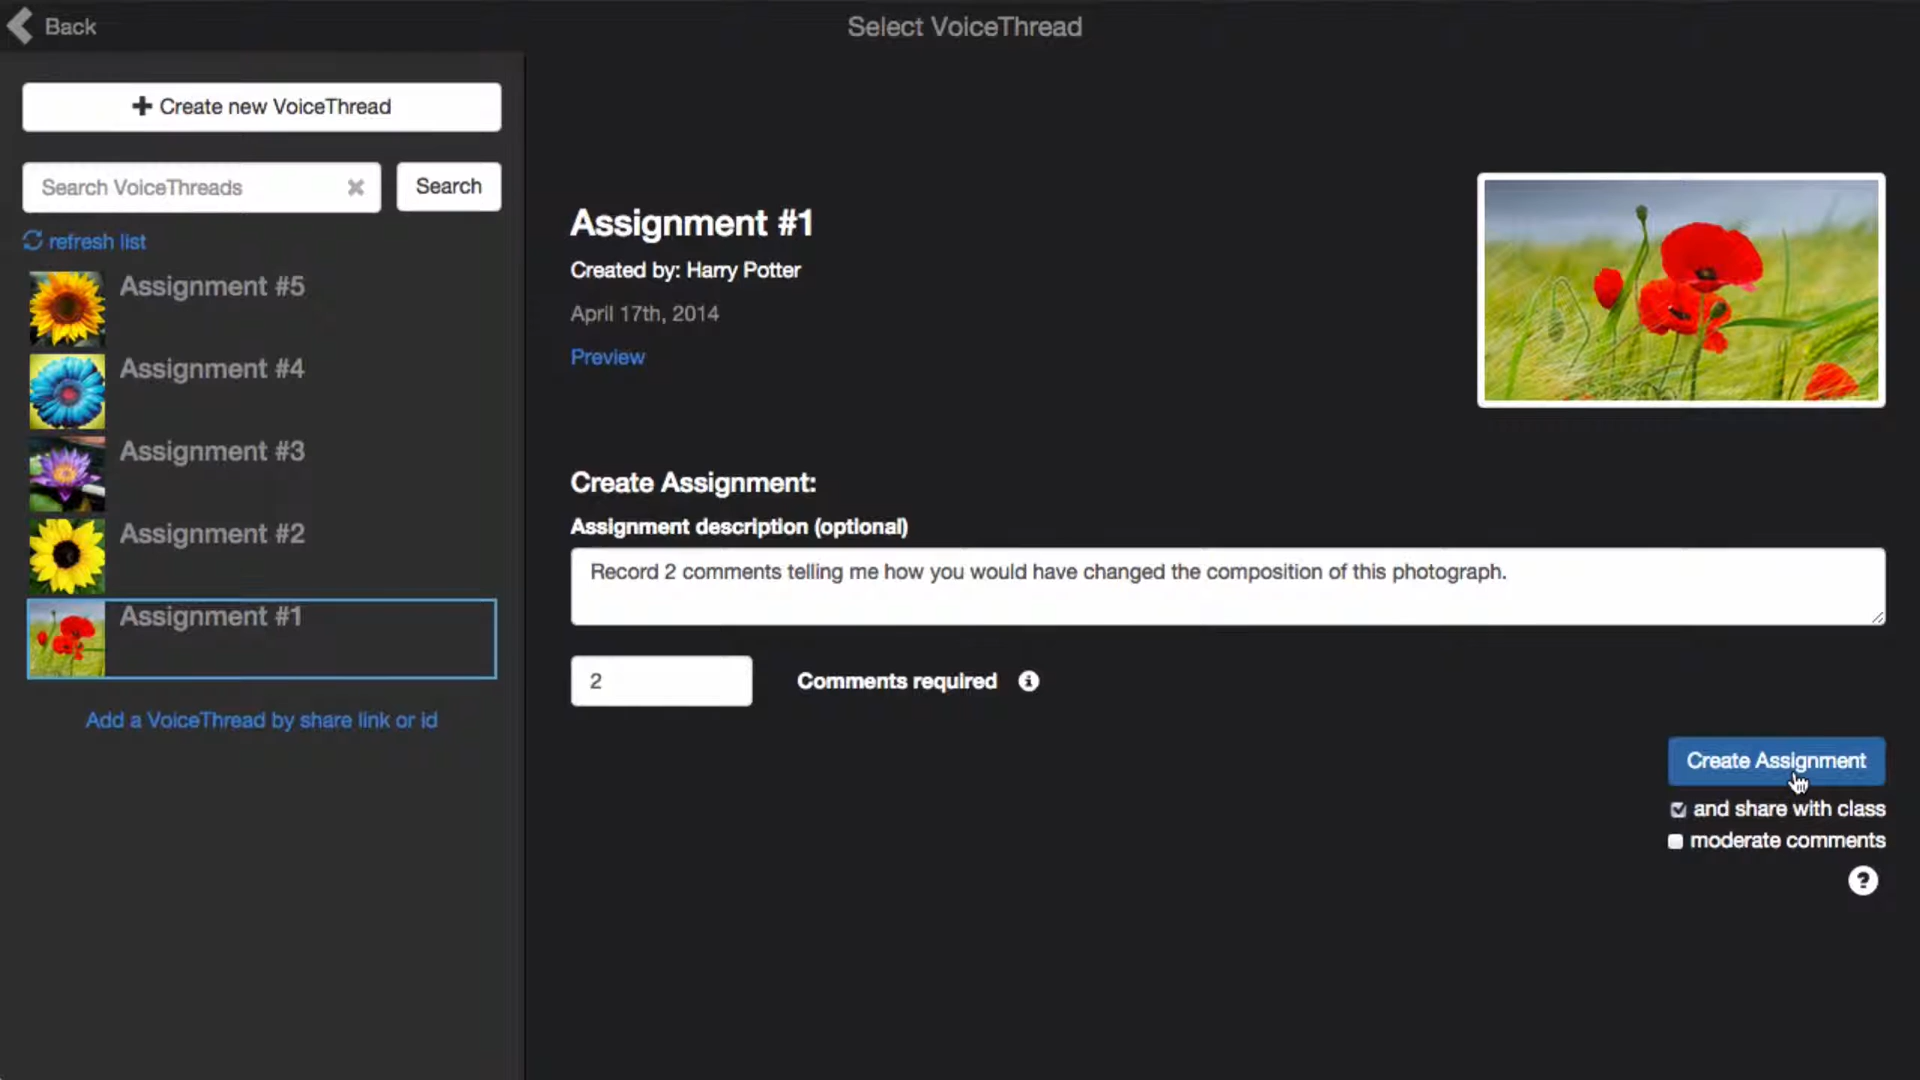 Back
Select VoiceThread
Create new VoiceThread
Search VoiceThreads
Search
refresh list
Assignment #5
Assignment #4
Assignment #3
Assignment #2
Assignment #1
Add a VoiceThread by share link or id
Assignment #1
Created by: Harry Potter
April 17th, 2014
Preview
Create Assignment:
Assignment description (optional)
Record 2 comments telling me how you would have changed the composition of this photograph.
2
Comments required
Create Assignment
and share with class
moderate comments